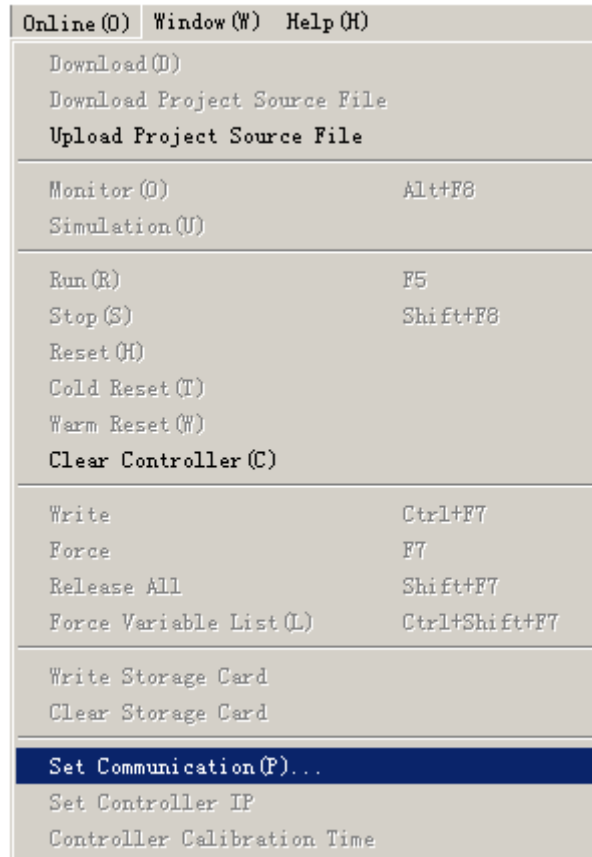 Online(O) Window(W) Help(H)
Download(D)
Download Project Source File
Upload Project Source File
Monitor(O) Alt+F8
Simulation(U)
Run(R) F5
Stop(S) Shift+F8
Reset(H)
Cold Reset(T)
Warm Reset(W)
Clear Controller(C)
Write Ctrl+F7
Force F7
Release All Shift+F7
Force Variable List(L) Ctrl+Shift+F7
Write Storage Card
Clear Storage Card
Set Communication(P)...
Set Controller IP
Controller Calibration Time